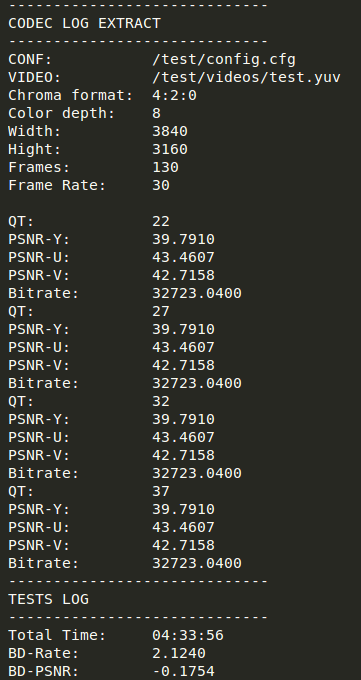 -----------------------------
CODEC LOG EXTRACT
-----------------------------
CONF:           /test/config.cfg
VIDEO:          /test/videos/test.yuv
Chroma format:  4:2:0
Color depth:    8
Width:          3840
Hight:          3160
Frames:         130
Frame Rate:     30

QT:             22
PSNR-Y:         39.7910
PSNR-U:         43.4607
PSNR-V:         42.7158
Bitrate:        32723.0400
QT:             27
PSNR-Y:         39.7910
PSNR-U:         43.4607
PSNR-V:         42.7158
Bitrate:        32723.0400
QT:             32
PSNR-Y:         39.7910
PSNR-U:         43.4607
PSNR-V:         42.7158
Bitrate:        32723.0400
QT:             37
PSNR-Y:         39.7910
PSNR-U:         43.4607
PSNR-V:         42.7158
Bitrate:        32723.0400
-----------------------------
TESTS LOG
-----------------------------
Total Time:     04:33:56
BD-Rate:        2.1240
BD-PSNR:        -0.1754